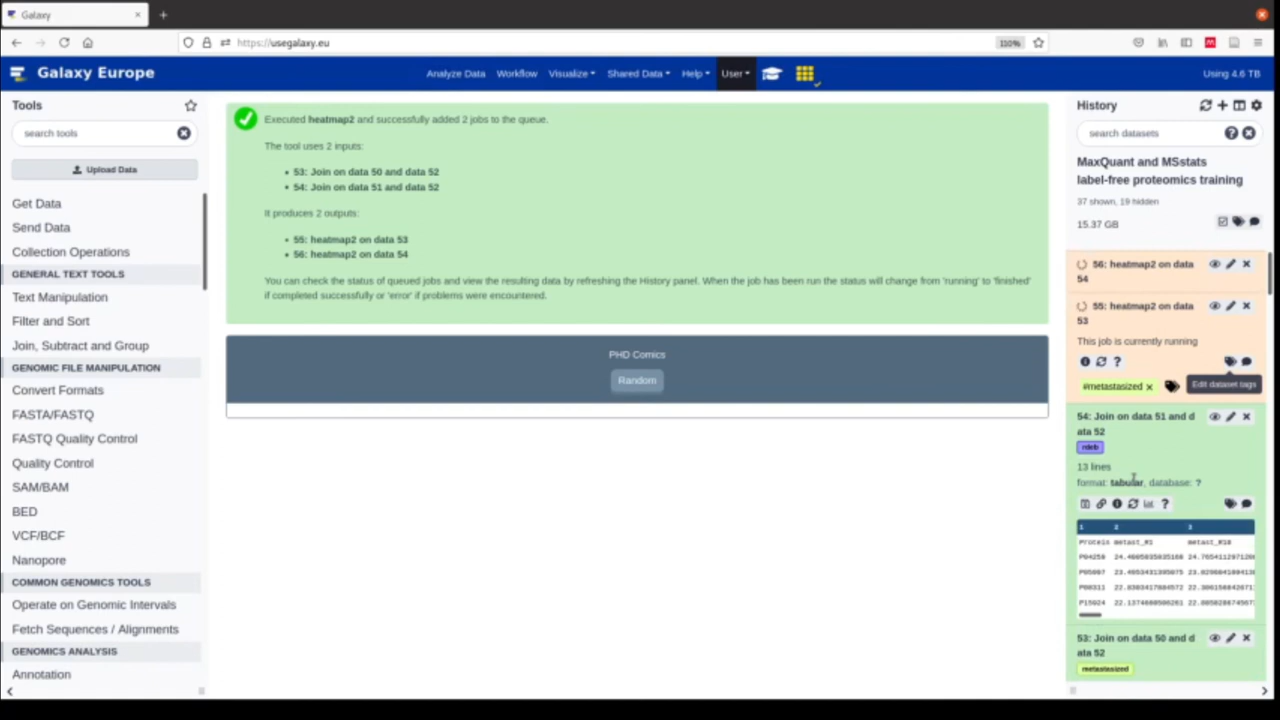 Galaxy
https://usegalaxy.eu
110%
Galaxy Europe
Analyze Data
Workflow
Visualize
Shared Data
Help
User
Using 4.6 TB
Tools
search tools
Upload Data
Get Data
Send Data
Collection Operations
GENERAL TEXT TOOLS
Text Manipulation
Filter and Sort
Join, Subtract and Group
GENOMIC FILE MANIPULATION
Convert Formats
FASTA/FASTQ
FASTQ Quality Control
Quality Control
SAM/BAM
BED
VCF/BCF
Nanopore
COMMON GENOMICS TOOLS
Operate on Genomic Intervals
Fetch Sequences / Alignments
GENOMICS ANALYSIS
Annotation
Executed heatmap2 and successfully added 2 jobs to the queue.
The tool uses 2 inputs:
53: Join on data 50 and data 52
54: Join on data 51 and data 52
It produces 2 outputs:
55: heatmap2 on data 53
56: heatmap2 on data 54
You can check the status of queued jobs and view the resulting data by refreshing the History panel. When the job has been run the status will change from 'running' to 'finished'
if completed successfully or 'error' if problems were encountered.
PHD Comics
Random
History
search datasets
MaxQuant and MSstats
label-free proteomics training
37 shown, 19 hidden
15.37 GB
56: heatmap2 on data
54
55: heatmap2 on data
53
This job is currently running
#metastasized
Edit dataset tags
54: Join on data 51 and d
ata 52
rdeb
13 lines
format: tabular, database: ?
1 2 3
Protein metast_R1 metast_R10
53: Join on data 50 and d
ata 52
metastasized